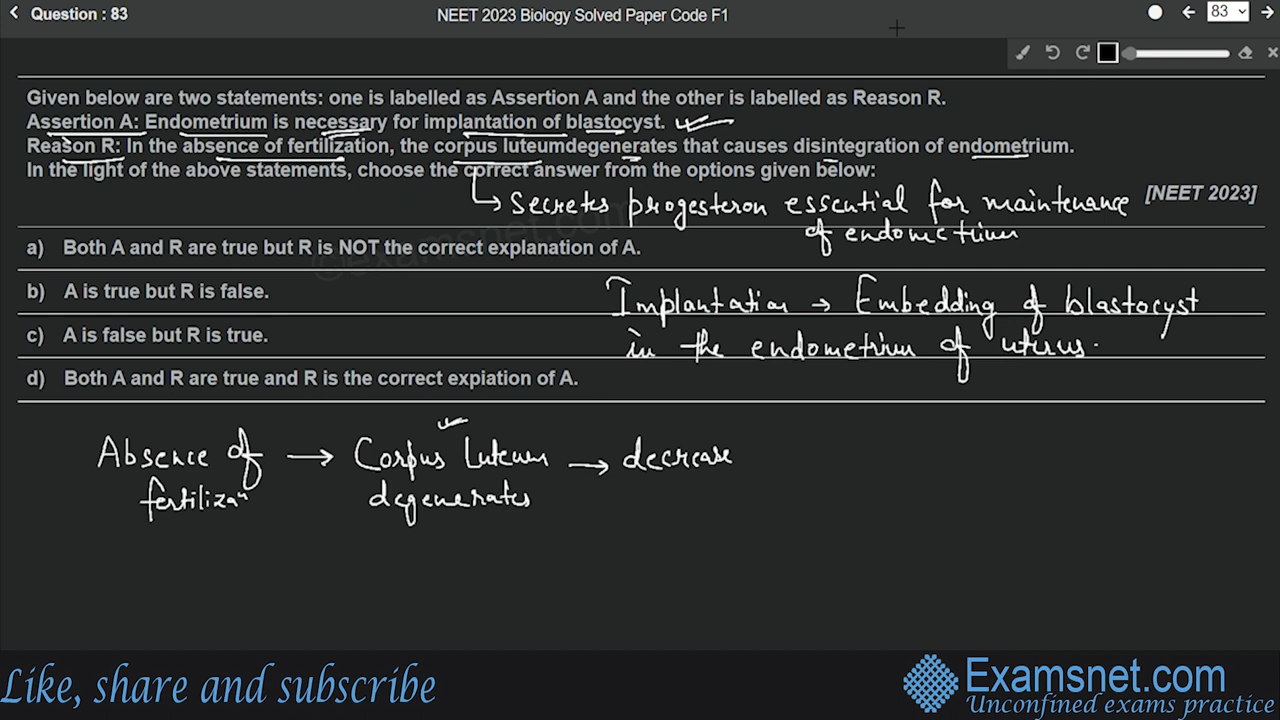 Question : 83
NEET 2023 Biology Solved Paper Code F1
83
Given below are two statements: one is labelled as Assertion A and the other is labelled as Reason R.
Assertion A: Endometrium is necessary for implantation of blastocyst.
Reason R: In the absence of fertilization, the corpus luteumdegenerates that causes disintegration of endometrium.
In the light of the above statements, choose the correct answer from the options given below:
[NEET 2023]
Secretes progesteron essential for maintenance
of endometrium
a) Both A and R are true but R is NOT the correct explanation of A.
©examsnet.com
b) A is true but R is false.
Implantation → Embedding of blastocyst
in the endometrium of uterus.
c) A is false but R is true.
d) Both A and R are true and R is the correct expiation of A.
Absence of → Corpus luteum → decrease
degenerates
Like, share and subscribe
Examsnet.com
Unconfined exams practice